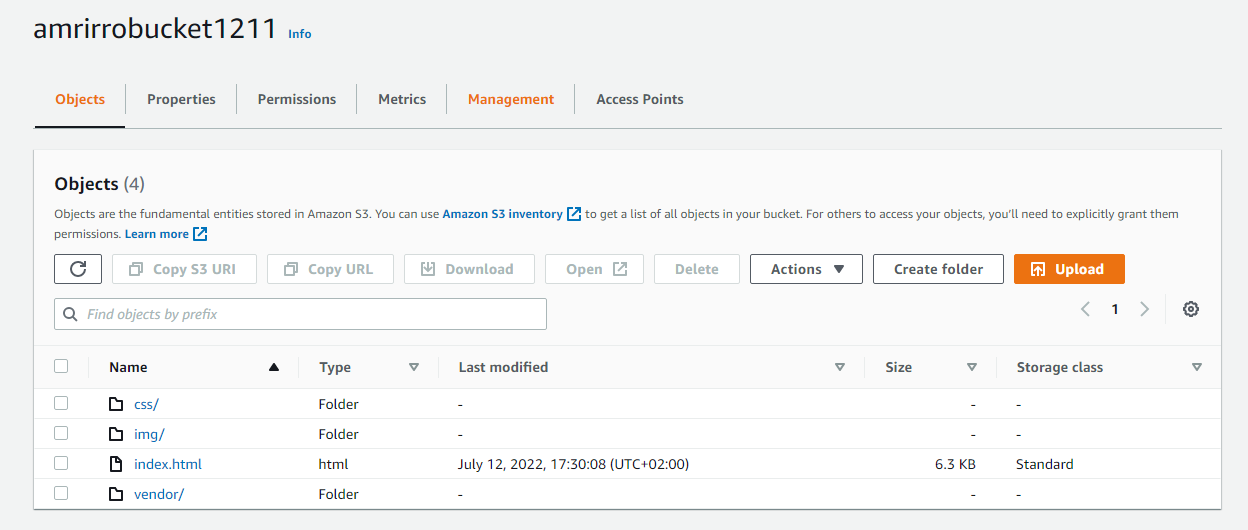 amrirrobucket1211 Info
Objects Properties Permissions Metrics Management Access Points
Objects (4)
Objects are the fundamental entities stored in Amazon S3. You can use Amazon S3 inventory to get a list of all objects in your bucket. For others to access your objects, you'll need to explicitly grant them
permissions. Learn more
Copy S3 URI Copy URL Download Open Delete Actions Create folder Upload
Find objects by prefix 1
Name Type Last modified Size Storage class
css/ Folder - - -
img/ Folder - - -
index.html html July 12, 2022, 17:30:08 (UTC+02:00) 6.3 KB Standard
vendor/ Folder - - -